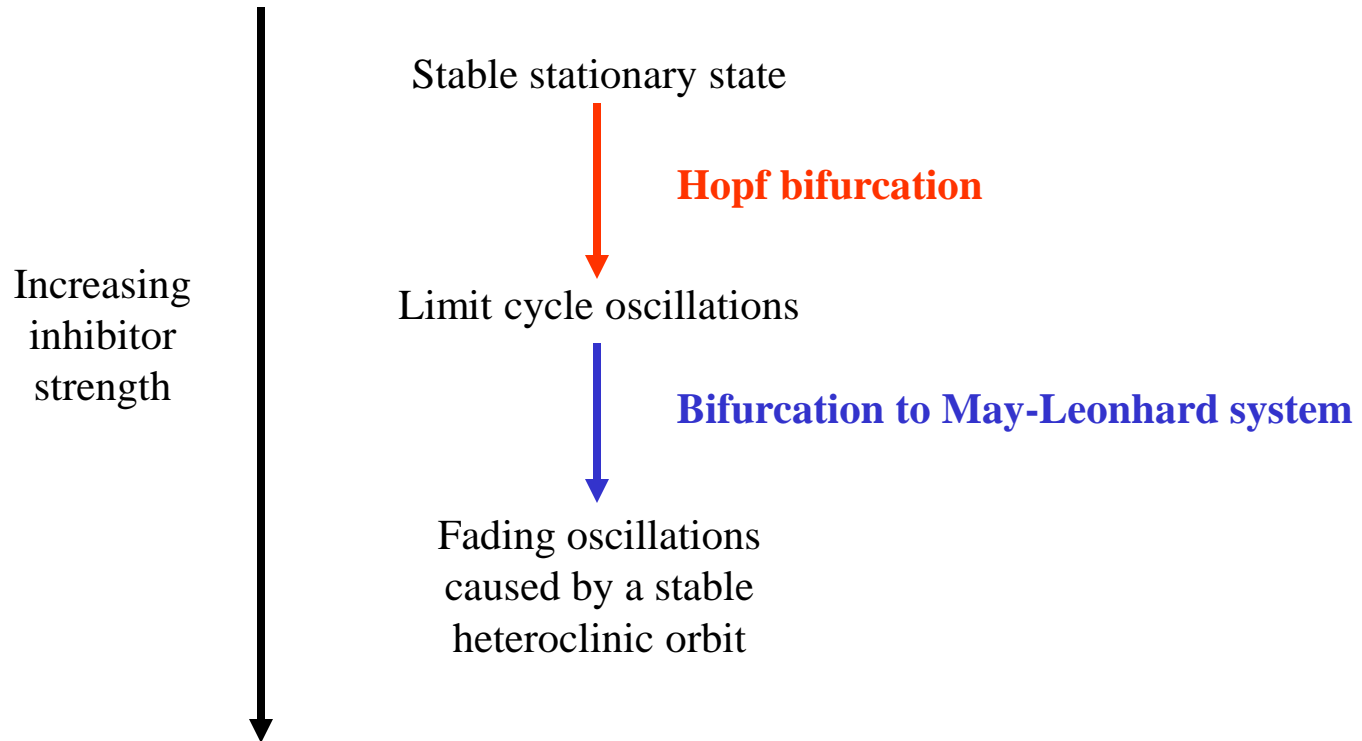 Stable stationary state
Hopf bifurcation
Increasing
inhibitor
strength
Limit cycle oscillations
Bifurcation to May-Leonhard system
Fading oscillations
caused by a stable
heteroclinic orbit